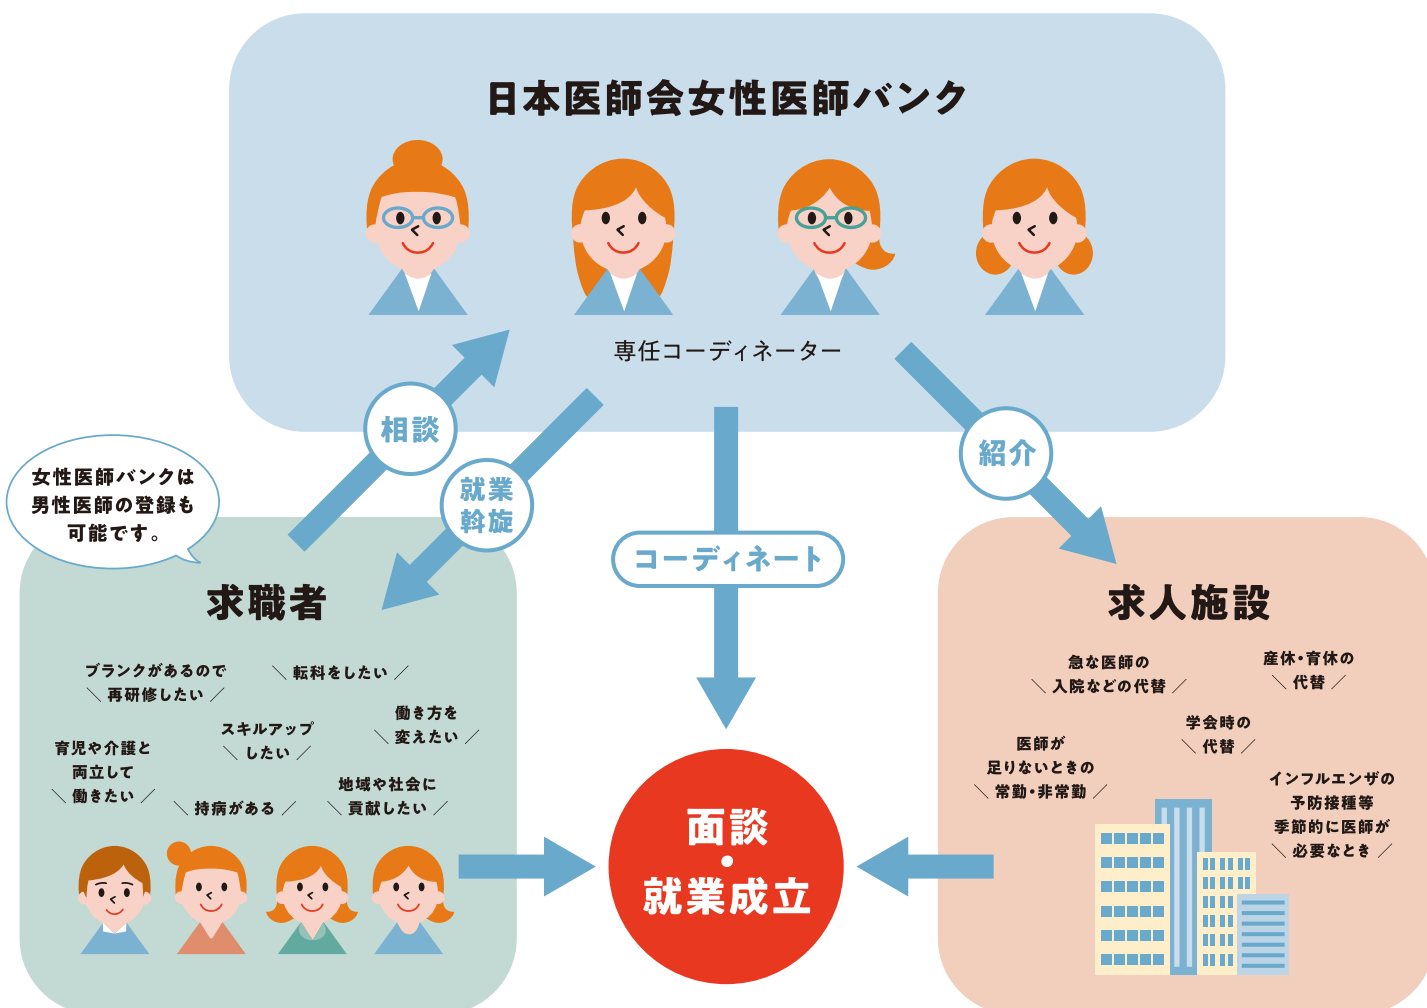 日本医師会女性医師バンク
専任コーディネーター
相談
就業
斡旋
コーディネート
紹介
女性医師バンクは
男性医師の登録も
可能です。
求職者
ブランクがあるので
再研修したい
転科をしたい
スキルアップ
したい
働き方を
変えたい
育児や介護と
両立して
働きたい
持病がある
地域や社会に
貢献したい
面談
・
就業成立
求人施設
急な医師の
入院などの代替
産休・育休の
代替
学会時の
代替
医師が
足りないときの
常勤・非常勤
インフルエンザの
予防接種等
季節的に医師が
必要なとき